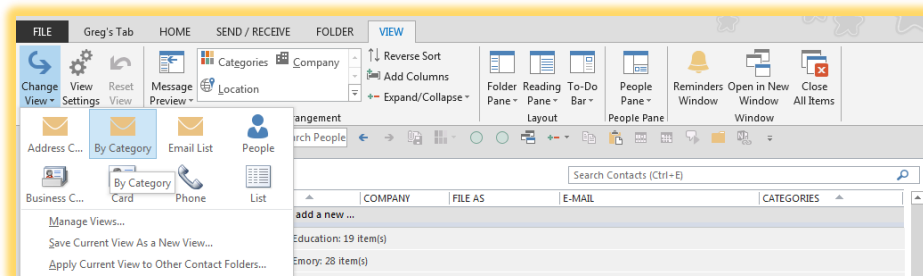 FILE Greg's Tab HOME SEND / RECEIVE FOLDER VIEW
Change View View Settings Reset View Message Preview
Categories Company
Location
Reverse Sort
Add Columns
Expand/Collapse
rrangement
Folder Pane Reading Pane To-Do Bar
Layout
People Pane
People Pane
Reminders Window Open in New Window Close All Items
Window
Address C... By Category Email List People
rch People
By Category
Business C... Card Phone List
Search Contacts (Ctrl+E)
COMPANY FILE AS E-MAIL CATEGORIES
add a new ...
Manage Views...
Save Current View As a New View...
Education: 19 item(s)
Apply Current View to Other Contact Folders...
Emory: 28 item(s)